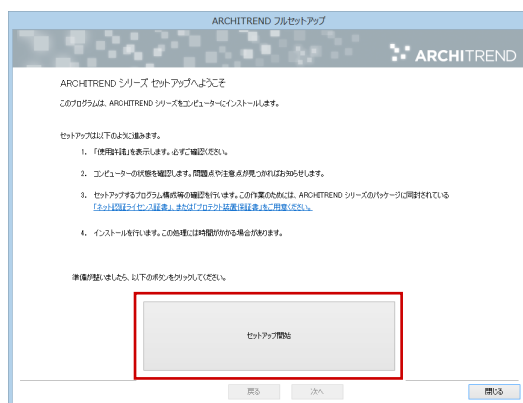 ARCHITREND フルセットアップ
ARCHITREND
ARCHITREND シリーズ セットアップへようこそ
このプログラムは、ARCHITREND シリーズをコンピューターにインストールします。
セットアップは以下のように進みます。
1. 「使用許諾」を表示します。必ずご確認ください。
2. コンピューターの状態を確認します。問題点や注意点が見つかればお知らせします。
3. セットアップするプログラム構成等の確認を行います。この作業のためには、ARCHITREND シリーズのパッケージに同封されている
「ネット認証ライセンス証書」、または「プロテクト装置保証書」をご用意ください。
4. インストールを行います。この処理には時間がかかる場合があります。
準備が整いましたら、以下のボタンをクリックしてください。
セットアップ開始
戻る 次へ 閉じる